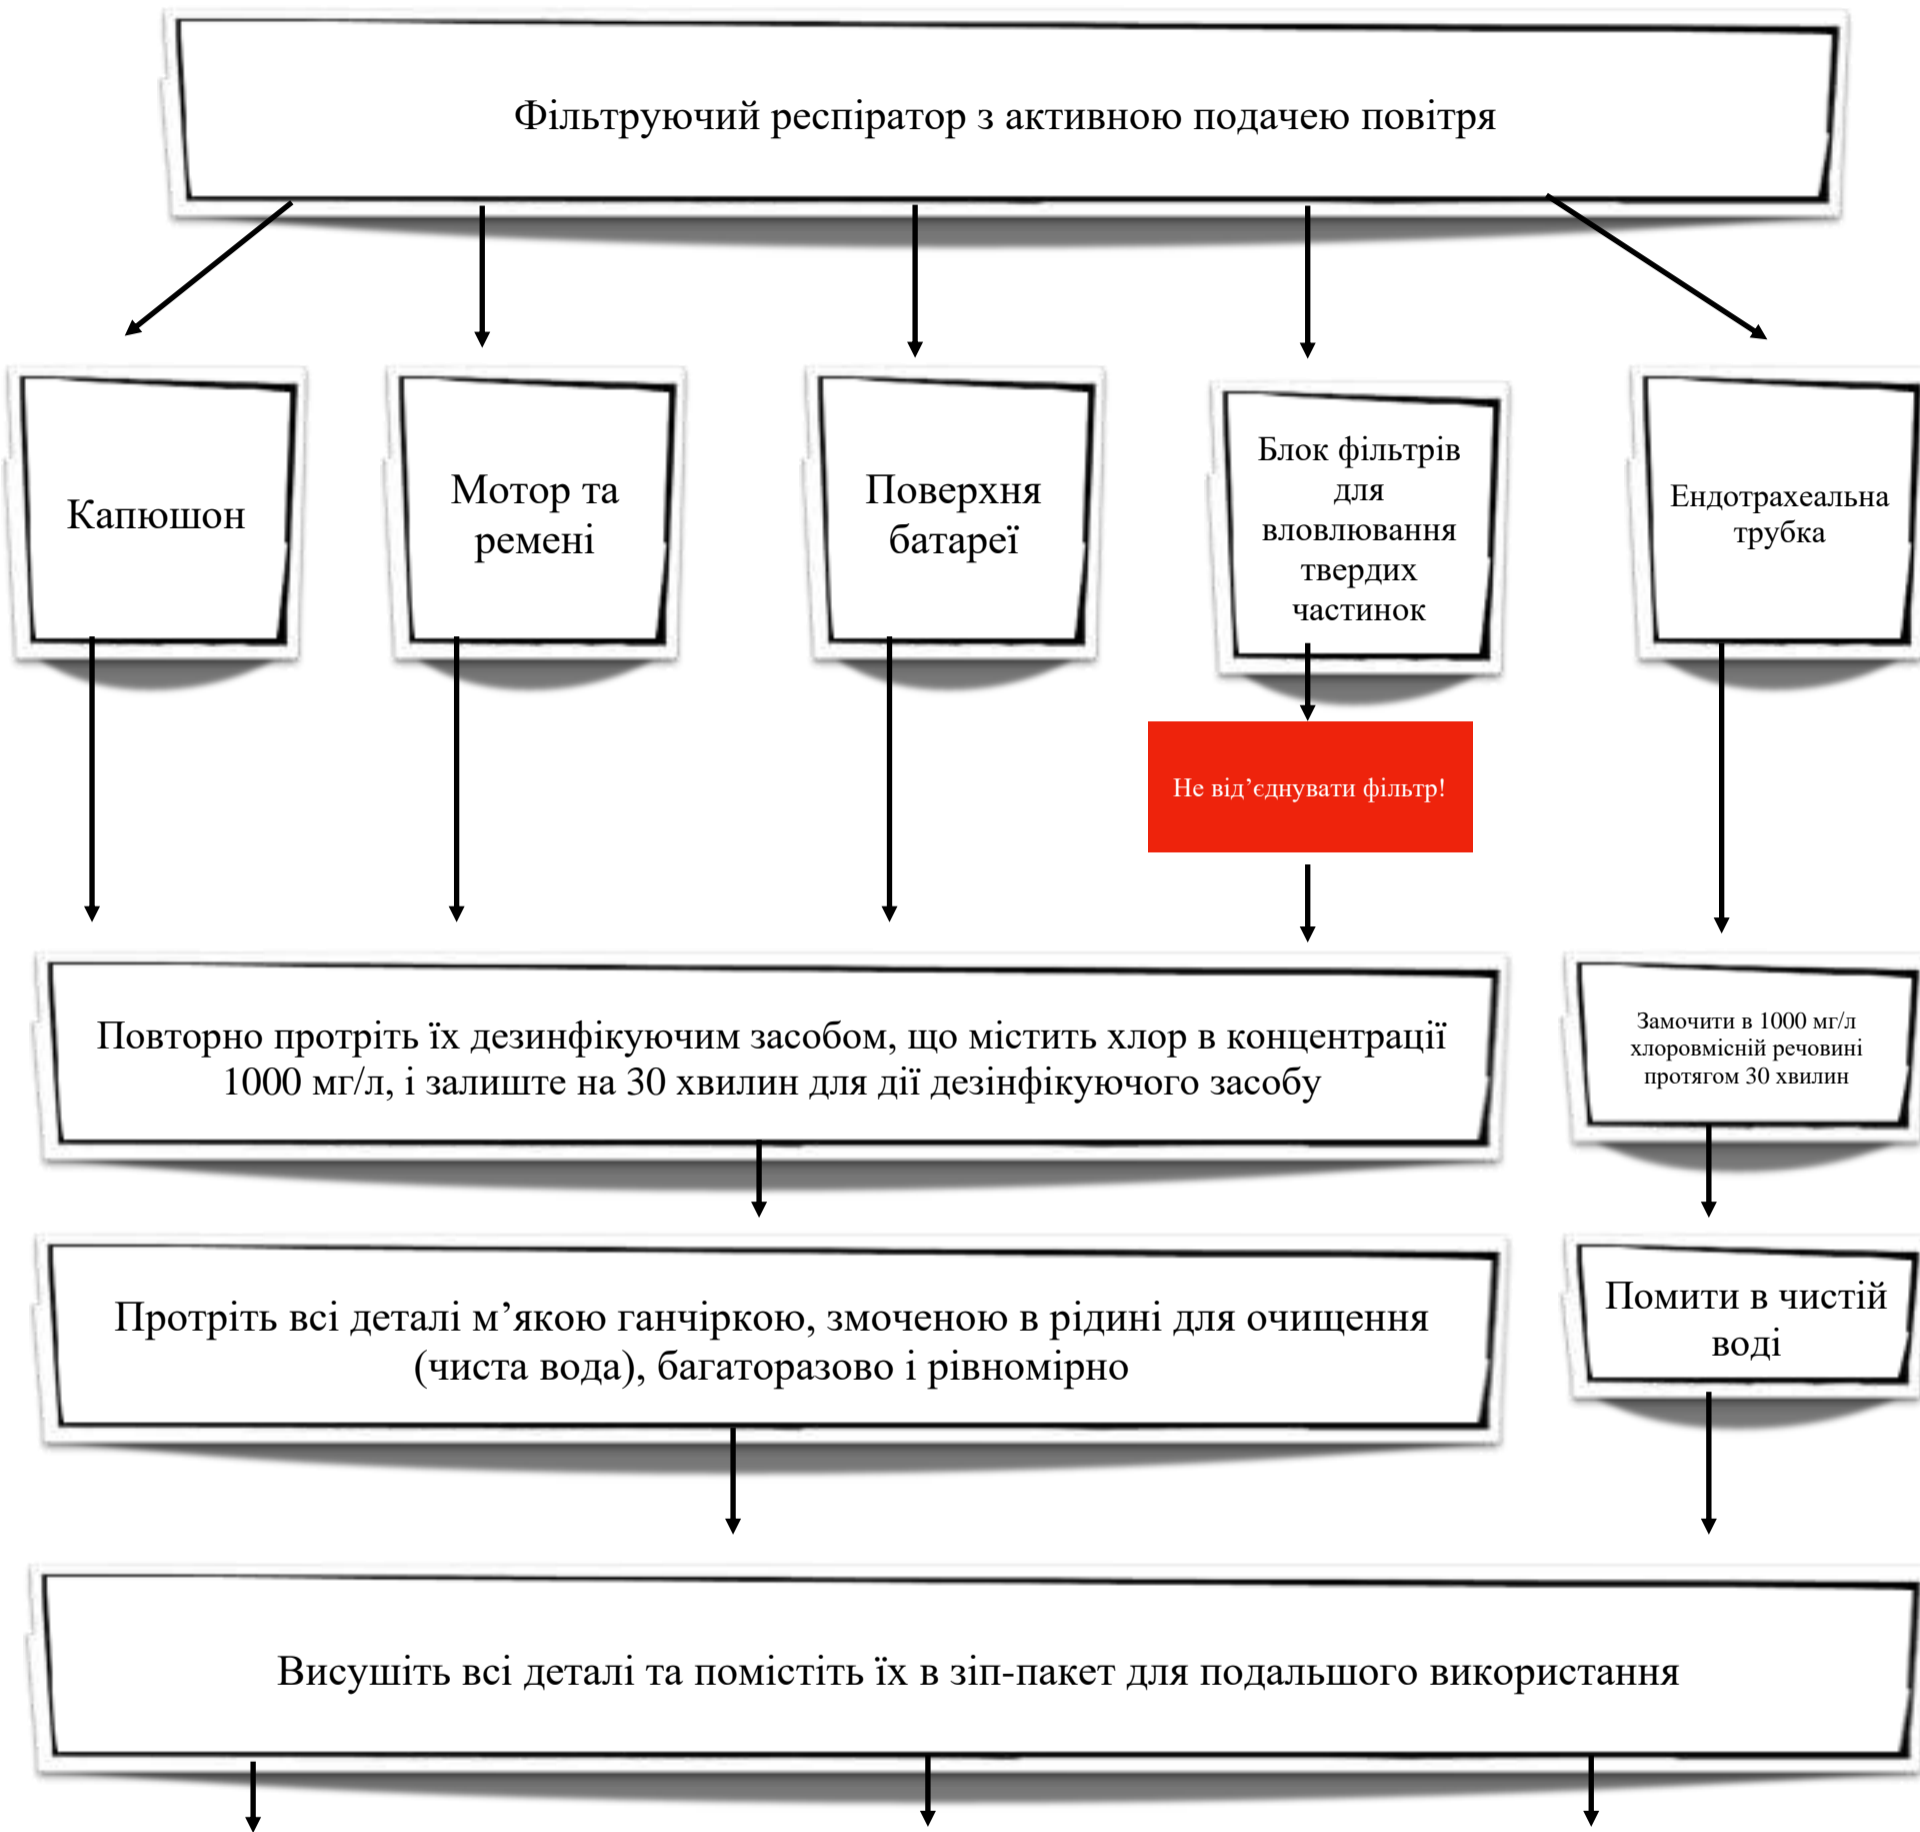 Фільтруючий респіратор з активною подачею повітря
Капюшон
Мотор та
ремені
Поверхня
батареї
Блок фільтрів
для
вловлювання
твердих
частинок
Ендотрахеальна
трубка
Не від’єднувати фільтр!
Повторно протріть їх дезинфікуючим засобом, що містить хлор в концентрації
1000 мг/л, і залиште на 30 хвилин для дії дезінфікуючого засобу
Замочити в 1000 мг/л
хлоровмісній речовині
протягом 30 хвилин
Протріть всі деталі м’якою ганчіркою, змоченою в рідині для очищення
(чиста вода), багаторазово і рівномірно
Помити в чистій
воді
Висушіть всі деталі та помістіть їх в зіп-пакет для подальшого використання